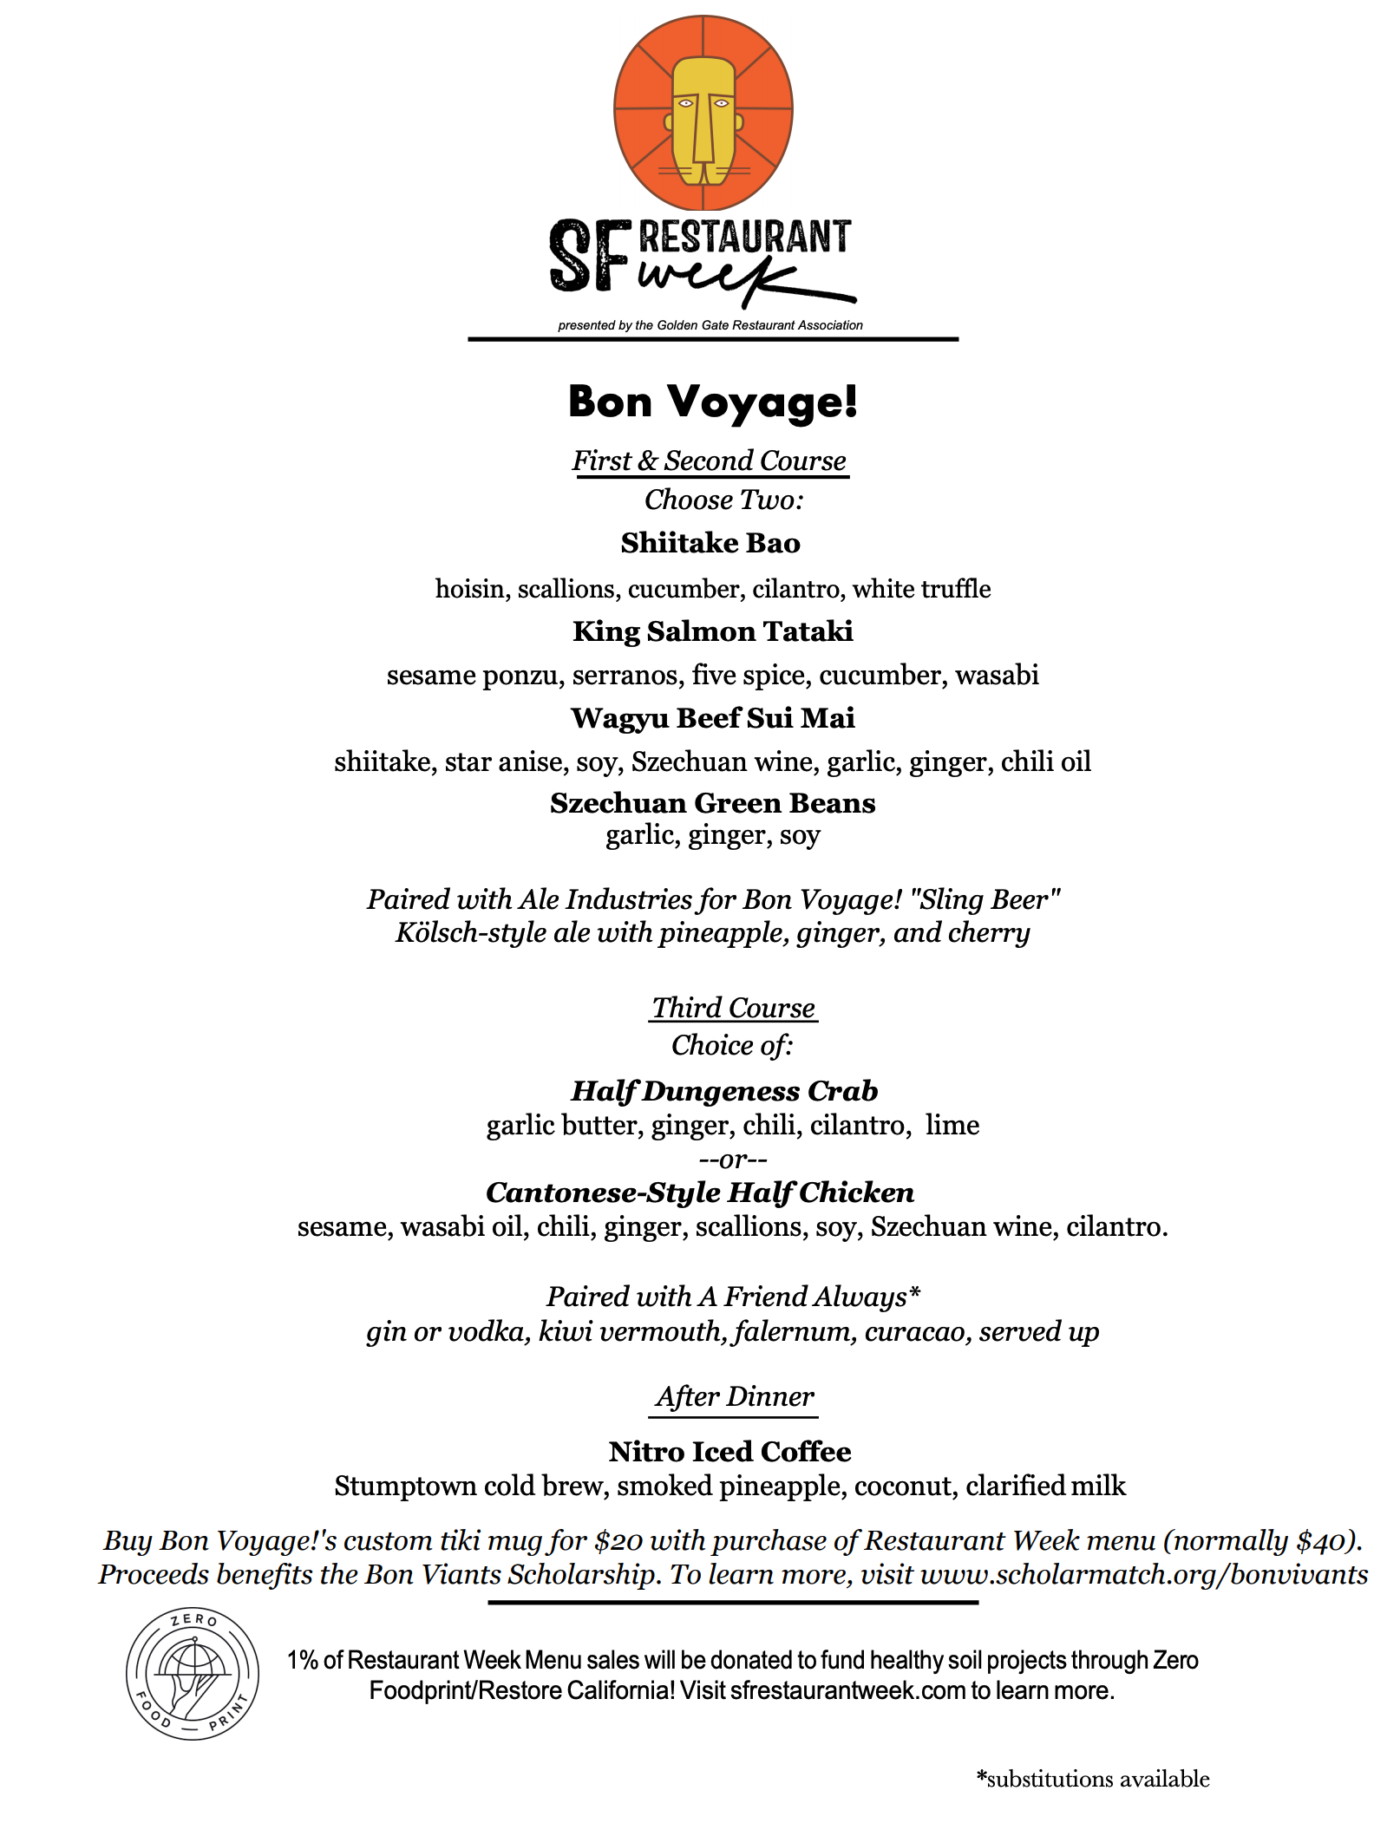 SF RESTAURANT
week
presented by the Golden Gate Restaurant Association
Bon Voyage!
First & Second Course
Choose Two:
Shiitake Bao
hoisin, scallions, cucumber, cilantro, white truffle
King Salmon Tataki
sesame ponzu, serranos, five spice, cucumber, wasabi
Wagyu Beef Sui Mai
shiitake, star anise, soy, Szechuan wine, garlic, ginger, chili oil
Szechuan Green Beans
garlic, ginger, soy
Paired with Ale Industries for Bon Voyage! "Sling Beer"
Kölsch-style ale with pineapple, ginger, and cherry
Third Course
Choice of:
Half Dungeness Crab
garlic butter, ginger, chili, cilantro, lime
--or--
Cantonese-Style Half Chicken
sesame, wasabi oil, chili, ginger, scallions, soy, Szechuan wine, cilantro.
Paired with A Friend Always*
gin or vodka, kiwi vermouth, falernum, curacao, served up
After Dinner
Nitro Iced Coffee
Stumptown cold brew, smoked pineapple, coconut, clarified milk
Buy Bon Voyage!'s custom tiki mug for $20 with purchase of Restaurant Week menu (normally $40).
Proceeds benefits the Bon Viants Scholarship. To learn more, visit www.scholarmatch.org/bonvivants
ZERO
FOOD — PRINT
1% of Restaurant Week Menu sales will be donated to fund healthy soil projects through Zero
Foodprint/Restore California! Visit sfrestaurantweek.com to learn more.
*substitutions available